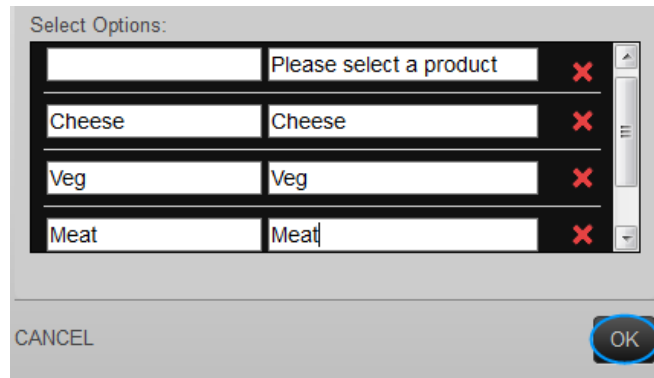 Select Options:
Please select a product
Cheese Cheese
Veg Veg
Meat Meat
CANCEL OK